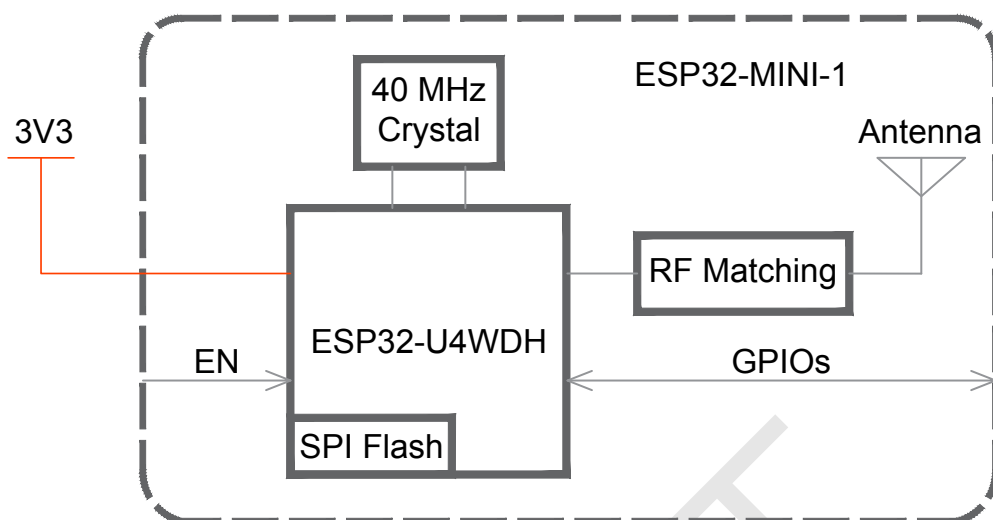 ESP32-MINI-1
40 MHz
Crystal
3V3
Antenna
RF Matching
ESP32-U4WDH
EN
GPIOs
SPI Flash